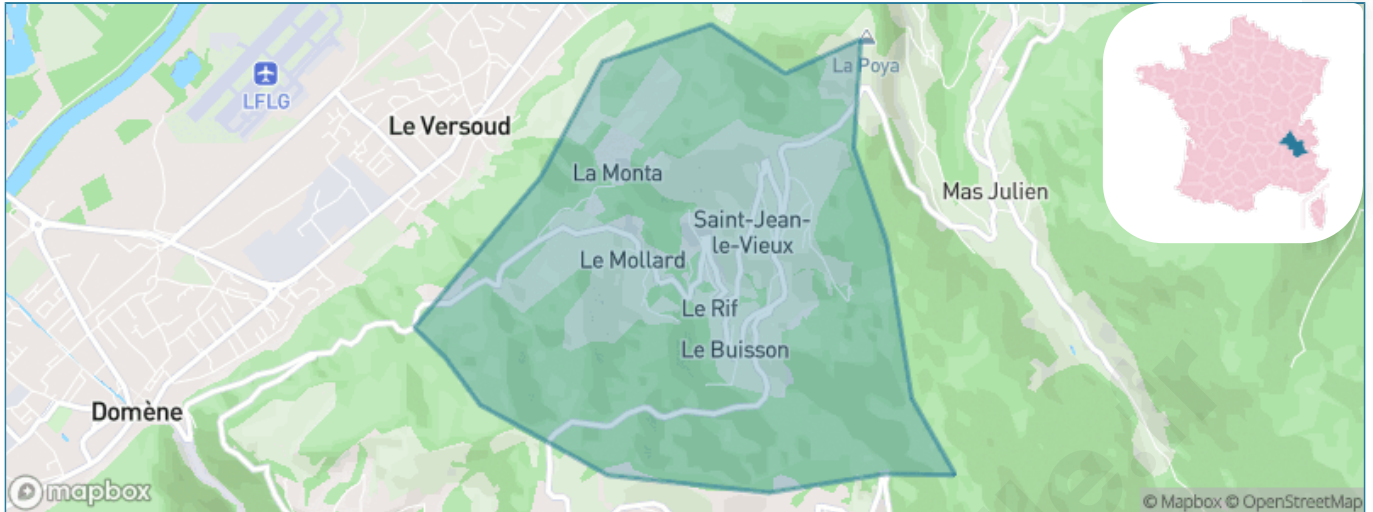 La Poya
LFLG
Le Versoud
La Monta
Mas Julien
Saint-Jean-
le-Vieux
Le Mollard
Le Rif
Le Buisson
Domène
mapbox
© Mapbox © OpenStreetMap